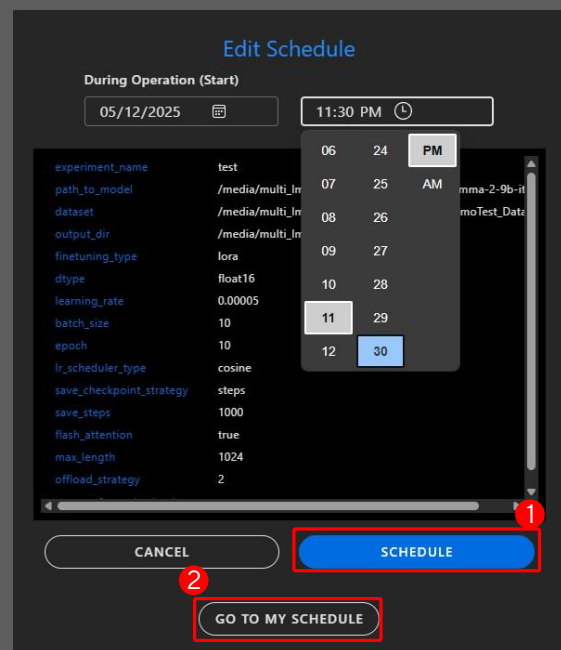 Edit Schedule
During Operation (Start)
05/12/2025 11:30 PM
06 24 PM
07 25 AM
08 26
09 27
10 28
11 29
12 30
experiment_name test
path_to_model /media/multi_ mma-2-9b-it
dataset /media/multi_ moTest_Data
output_dir /media/multi_
finetuning_type lora
dtype float16
learning_rate 0.00005
batch_size 10
epoch 10
lr_scheduler_type cosine
save_checkpoint_strategy steps
save_steps 1000
flash_attention true
max_length 1024
offload_strategy 2
1
CANCEL SCHEDULE
2
GO TO MY SCHEDULE